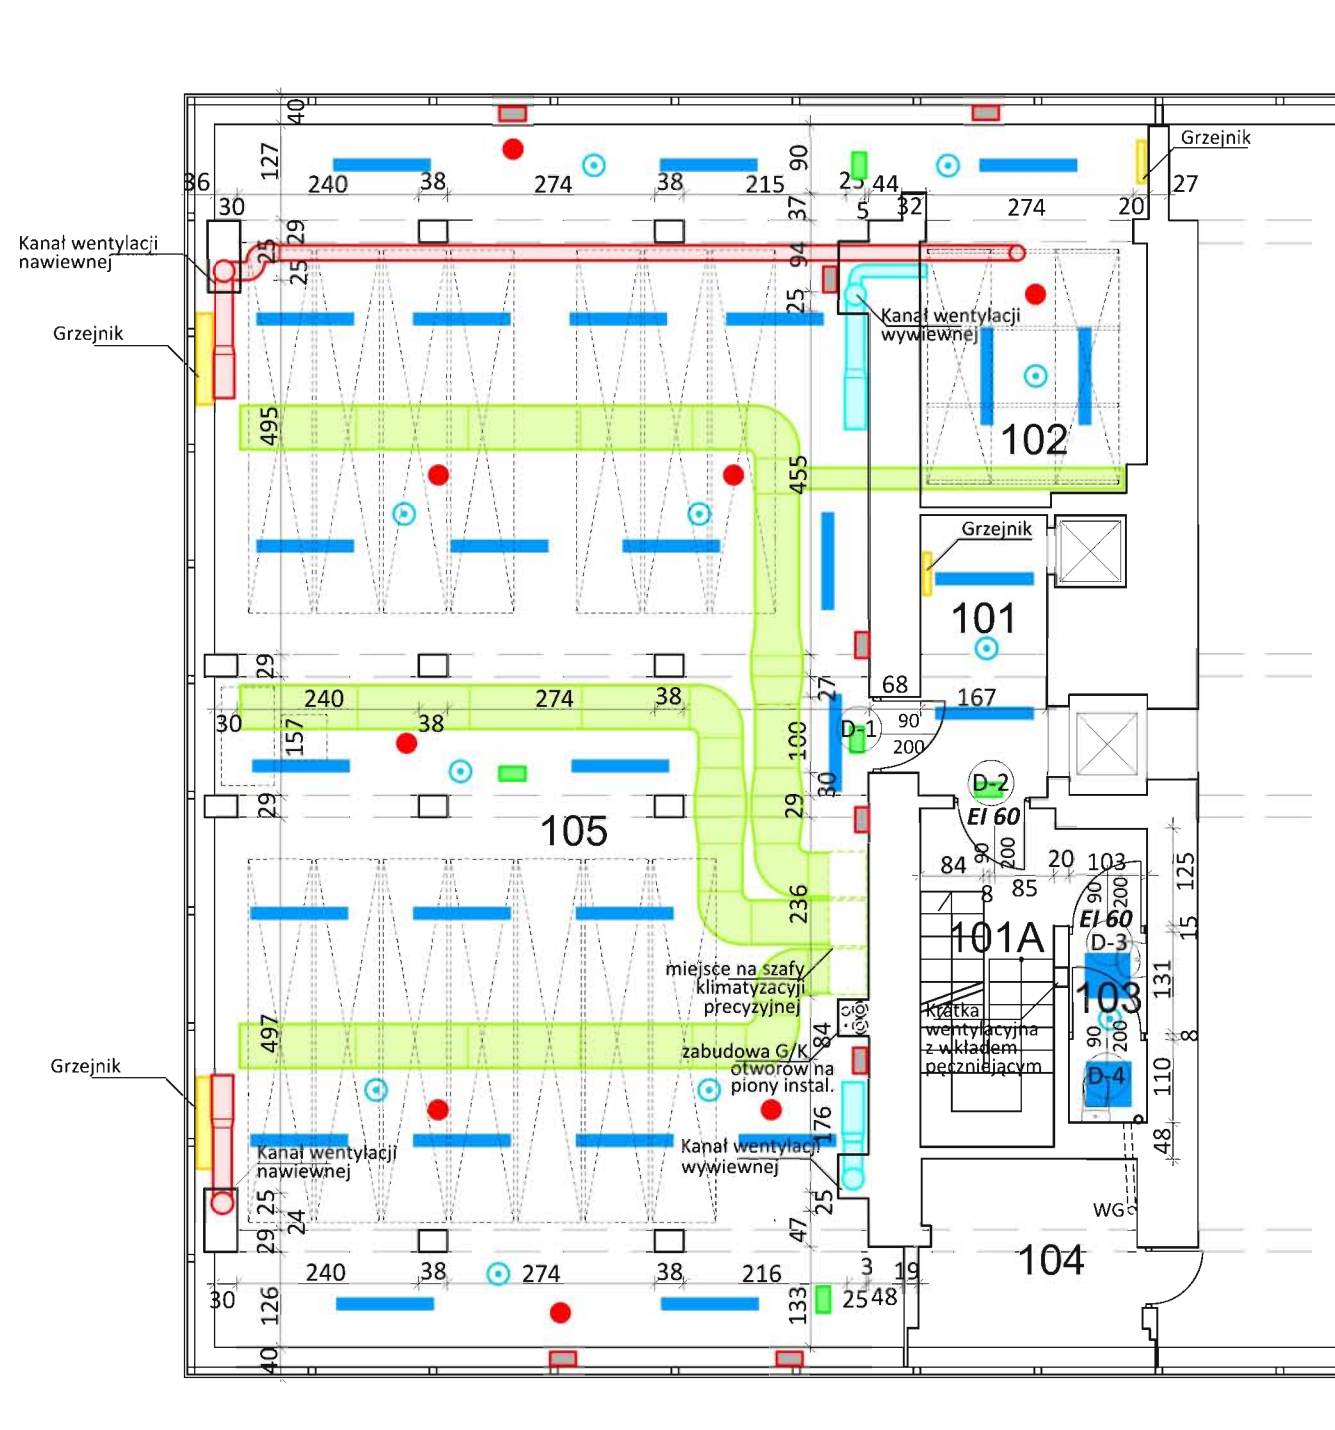 40
127
90
Grzejnik
36
240
38
274
38
215
25
44
27
30
5
32
274
20
37
Kanał wentylacji
nawiewnej
29
25
25
94
25
Kanał wentylacji
wywiewnej
Grzejnik
495
455
102
Grzejnik
101
29
68
27
240
274
38
167
30
38
157
100
D-1
90
200
30
D-2
29
29
EI 60
105
90
200
84
20
103
125
8
85
90
200
236
EI 60
15
101A
D-3
miejsce na szafy
klimatyzacyji
precyzyjnej
131
103
Kratka
wentylacyjna
z wkładem
pęczniejącym
497
84
90
200
8
zabudowa G/K
otworów na
piony instal.
Grzejnik
D-4
110
176
48
Kanał wentylacji
nawiewnej
Kanał wentylacji
wywiewnej
25
24
29
25
47
WG
104
240
38
274
38
216
3
19
30
126
133
25
48
40